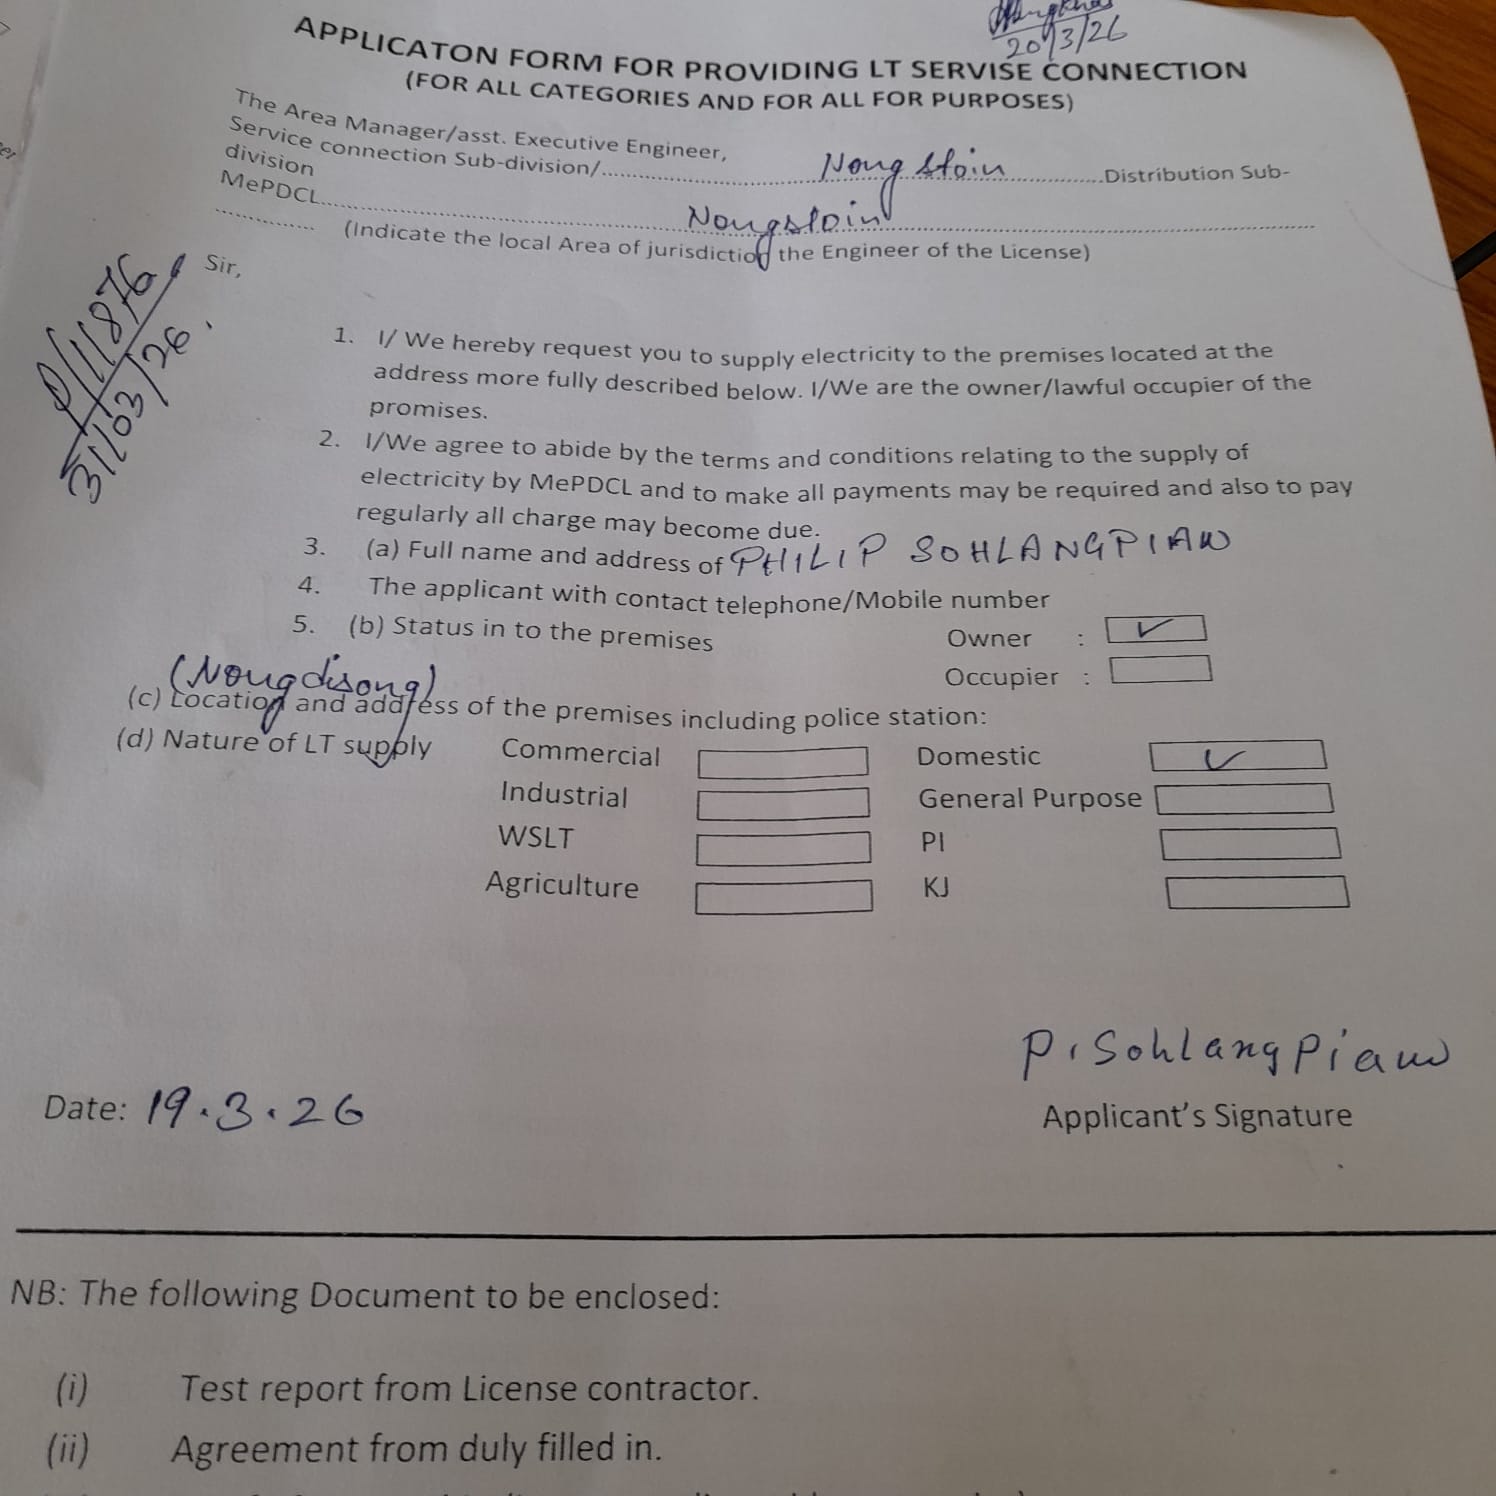 20/3/26
APPLICATON FORM FOR PROVIDING LT SERVISE CONNECTION
(FOR ALL CATEGORIES AND FOR ALL FOR PURPOSES)
The Area Manager/asst. Executive Engineer,
Service connection Sub-division/.............Nongstoin.............Distribution Sub-
division
MePDCL.............Nongstoin.............
.............. (Indicate the local Area of jurisdiction the Engineer of the License)
Sir,
P/11876
31/03/26.
1. I/ We hereby request you to supply electricity to the premises located at the
address more fully described below. I/We are the owner/lawful occupier of the
promises.
2. I/We agree to abide by the terms and conditions relating to the supply of
electricity by MePDCL and to make all payments may be required and also to pay
regularly all charge may become due.
3. (a) Full name and address of PHILIP SOHLANGPIAW
4. The applicant with contact telephone/Mobile number
5. (b) Status in to the premises Owner : ✓
Occupier :
(Nongdisong)
(c) Location and address of the premises including police station:
(d) Nature of LT supply Commercial Domestic ✓
Industrial General Purpose
WSLT PI
Agriculture KJ
P. Sohlangpiaw
Date: 19.3.26 Applicant's Signature
NB: The following Document to be enclosed:
(i) Test report from License contractor.
(ii) Agreement from duly filled in.